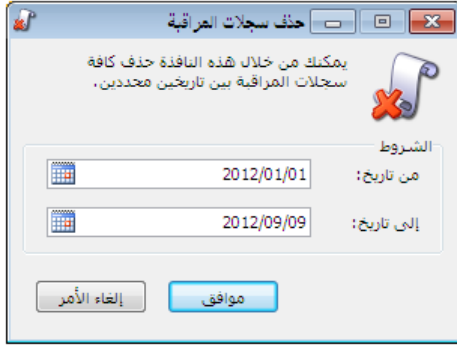 حذف سجلات المراقبة
يمكنك من خلال هذه النافذة حذف كافة
سجلات المراقبة بين تاريخين محددين.
الشروط
من تاريخ: 2012/01/01
إلى تاريخ: 2012/09/09
موافق إلغاء الأمر